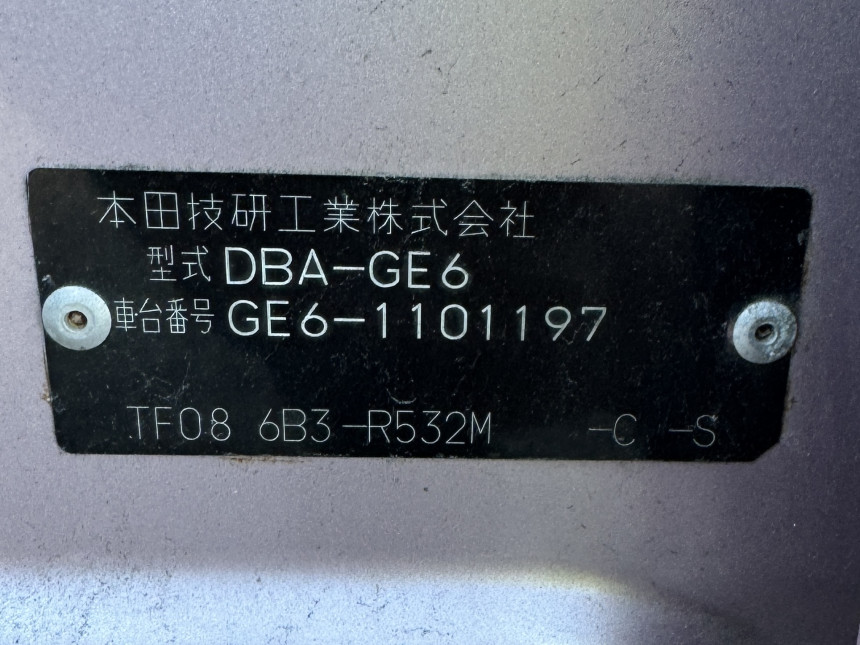 本田技研工業株式会社
型式 DBA-GE6
車台番号 GE6-1101197
TF08 6B3-R532M -C -S